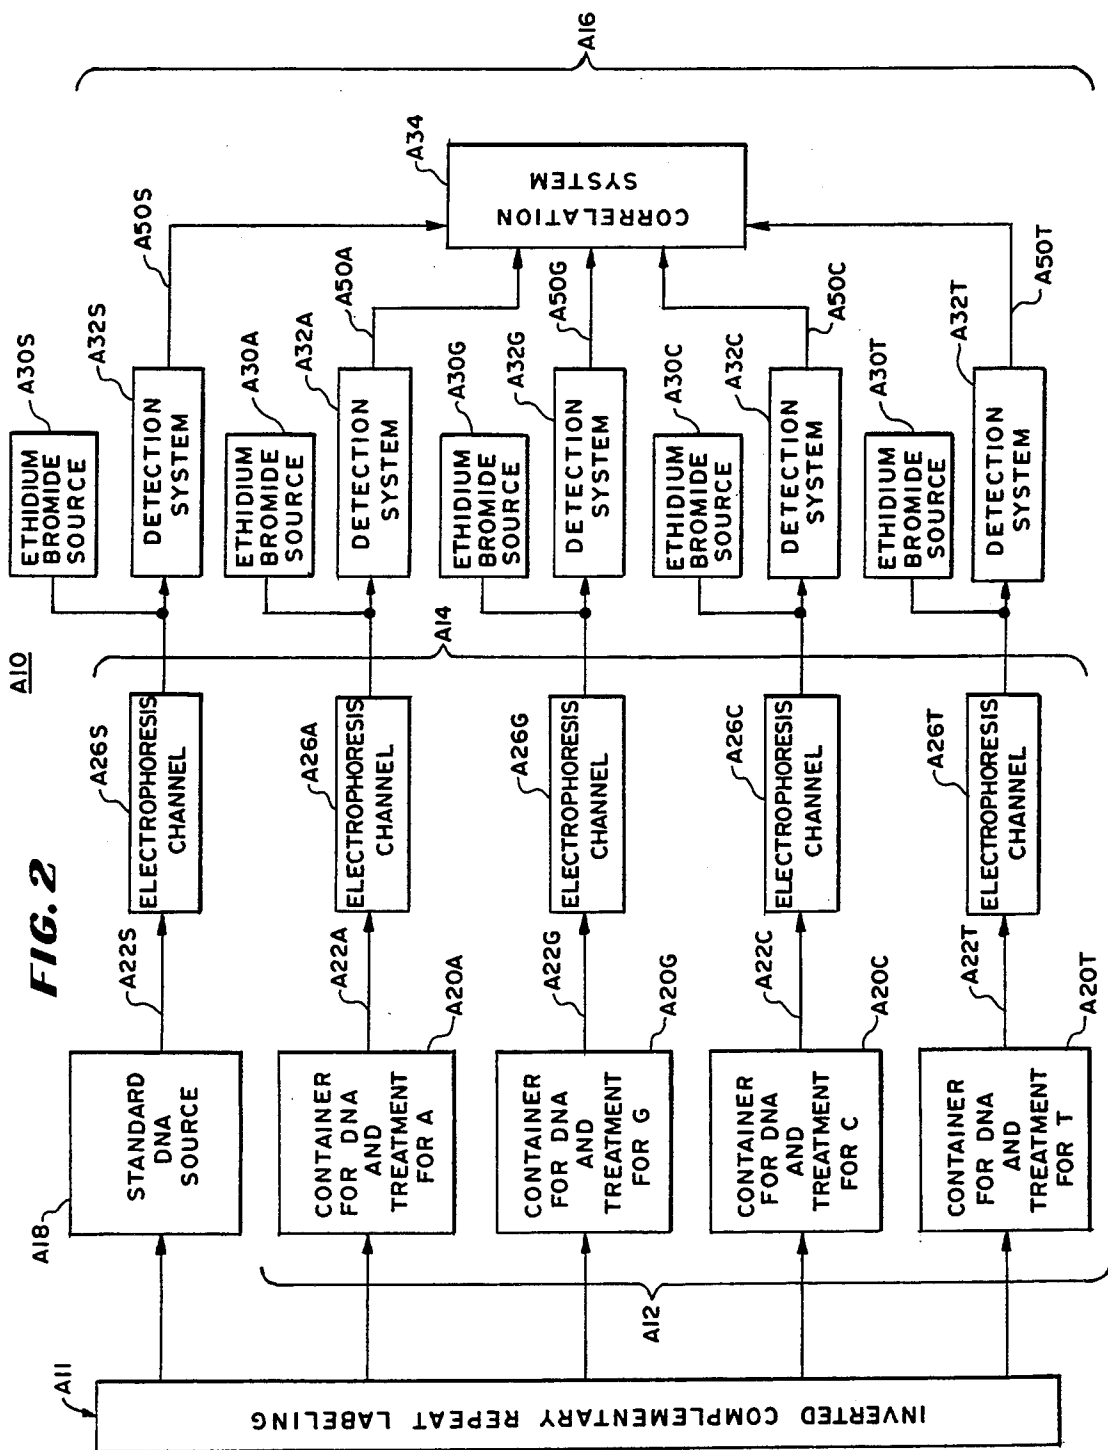 FIG. 2
A10
A11
INVERTED COMPLEMENTARY REPEAT LABELING
A12
A18
STANDARD
DNA
SOURCE
A22S
A26S
ELECTROPHORESIS
CHANNEL
A30S
ETHIDIUM
BROMIDE
SOURCE
A32S
DETECTION
SYSTEM
A50S
CONTAINER
FOR DNA
AND
TREATMENT
FOR A
A20A
A22A
A26A
ELECTROPHORESIS
CHANNEL
A30A
ETHIDIUM
BROMIDE
SOURCE
A32A
DETECTION
SYSTEM
A50A
CONTAINER
FOR DNA
AND
TREATMENT
FOR G
A20G
A22G
A26G
ELECTROPHORESIS
CHANNEL
A30G
ETHIDIUM
BROMIDE
SOURCE
A32G
DETECTION
SYSTEM
A50G
CONTAINER
FOR DNA
AND
TREATMENT
FOR C
A20C
A22C
A26C
ELECTROPHORESIS
CHANNEL
A30C
ETHIDIUM
BROMIDE
SOURCE
A32C
DETECTION
SYSTEM
A50C
CONTAINER
FOR DNA
AND
TREATMENT
FOR T
A20T
A22T
A26T
ELECTROPHORESIS
CHANNEL
A30T
ETHIDIUM
BROMIDE
SOURCE
A32T
DETECTION
SYSTEM
A50T
A14
A34
CORRELATION
SYSTEM
A16